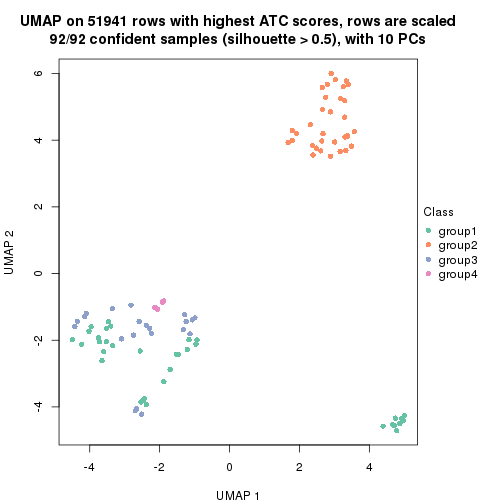 UMAP on 51941 rows with highest ATC scores, rows are scaled
92/92 confident samples (silhouette > 0.5), with 10 PCs
6
4
2
0
-2
-4
UMAP 2
-4
-2
0
2
4
UMAP 1
Class
group1
group2
group3
group4